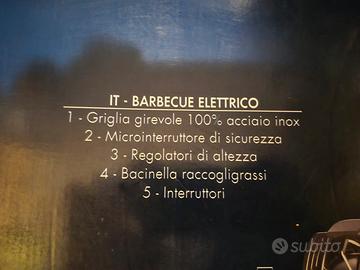 IT - BARBECUE ELETTRICO
1 - Griglia girevole 100% acciaio inox
2 - Microinterruttore di sicurezza
3 - Regolatori di altezza
4 - Bacinella raccogligrassi
5 - Interruttori
subito